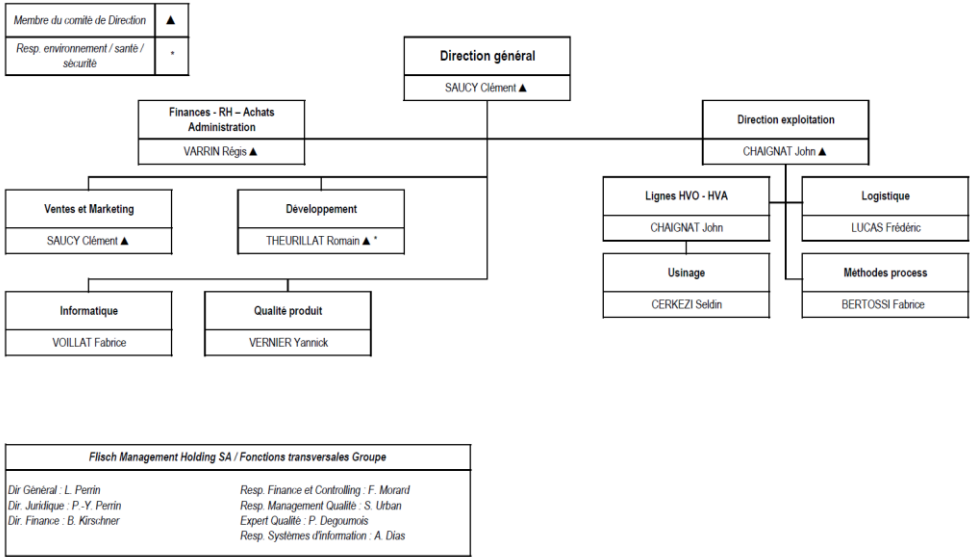 Membre du comité de Direction ▲
Resp. environnement / santé /
sécurité
*
Direction général
SAUCY Clément ▲
Finances - RH – Achats
Administration
VARRIN Régis ▲
Direction exploitation
CHAIGNAT John ▲
Ventes et Marketing
SAUCY Clément ▲
Développement
THEURILLAT Romain ▲ *
Lignes HVO - HVA
CHAIGNAT John
Logistique
LUCAS Frédéric
Usinage
CERKEZI Seldin
Méthodes process
BERTOSSI Fabrice
Informatique
VOILLAT Fabrice
Qualité produit
VERNIER Yannick
Flisch Management Holding SA / Fonctions transversales Groupe
Dir Général : L. Perrin
Dir. Juridique : P.-Y. Perrin
Dir. Finance : B. Kirschner
Resp. Finance et Controlling : F. Morard
Resp. Management Qualité : S. Urban
Expert Qualité : P. Degoumois
Resp. Systèmes d'information : A. Dias